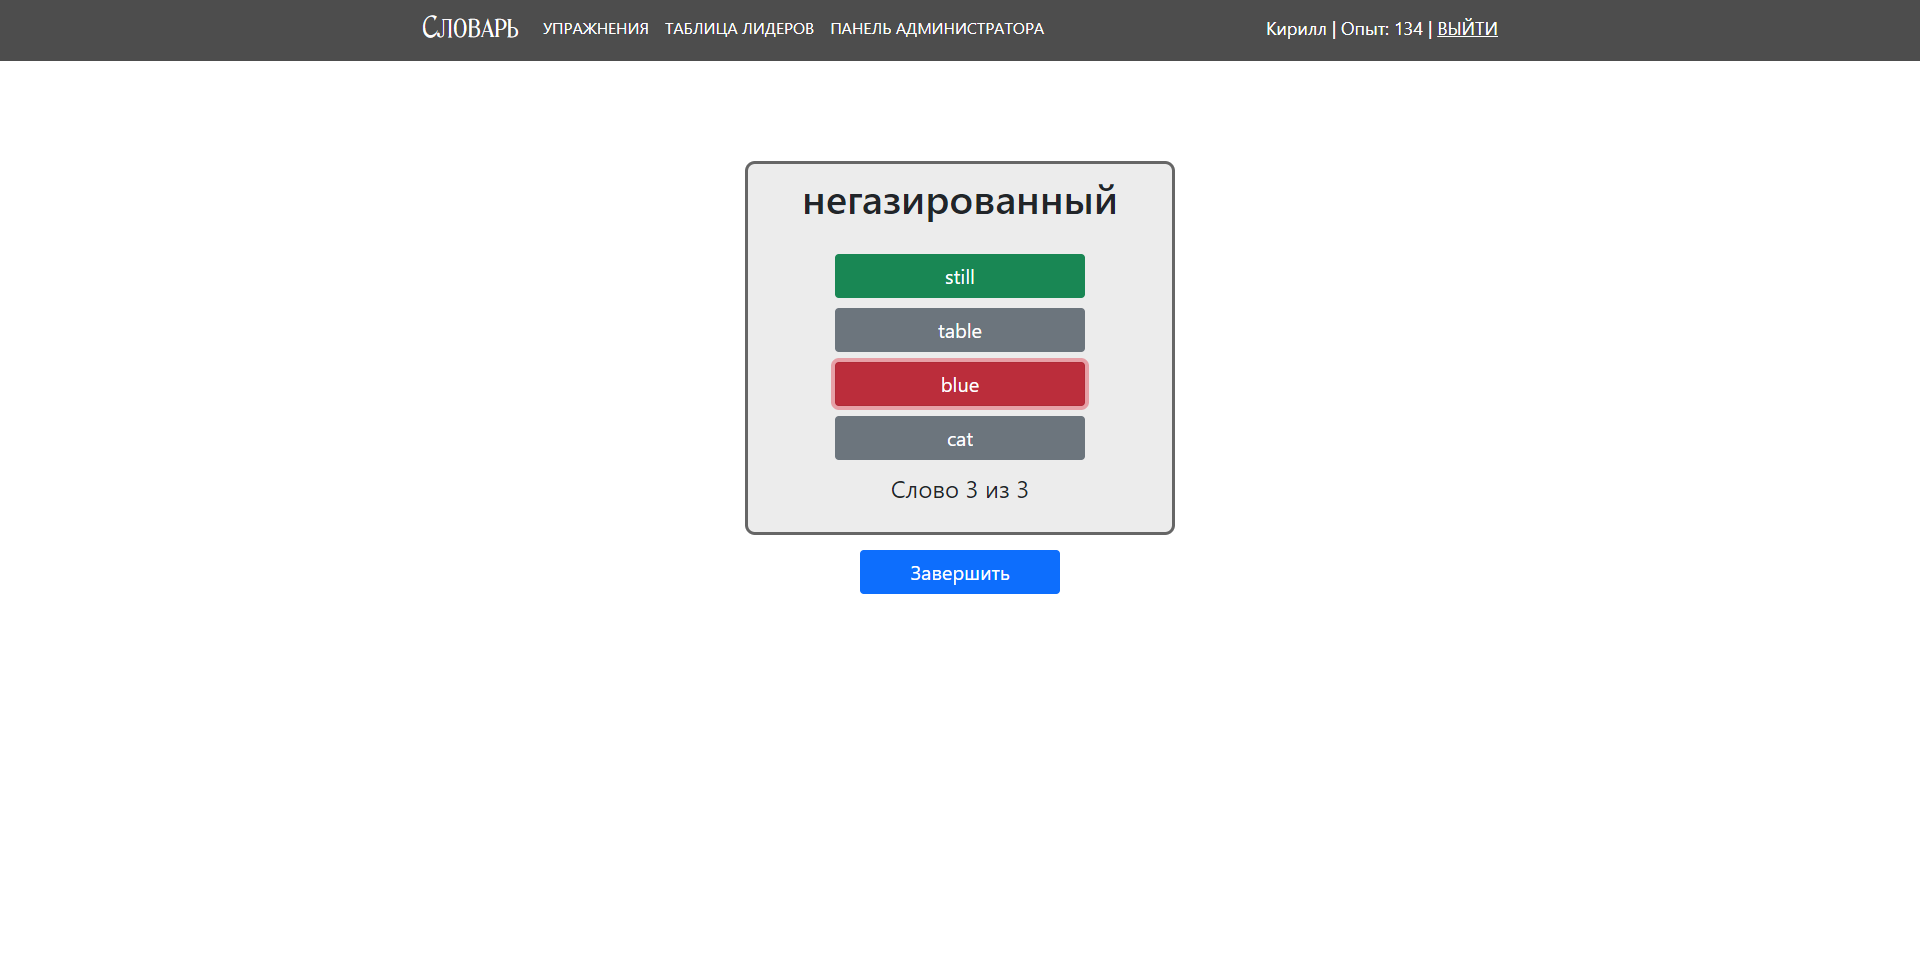 Словарь УПРАЖНЕНИЯ ТАБЛИЦА ЛИДЕРОВ ПАНЕЛЬ АДМИНИСТРАТОРА Кирилл | Опыт: 134 | ВЫЙТИ
негазированный
still
table
blue
cat
Слово 3 из 3
Завершить